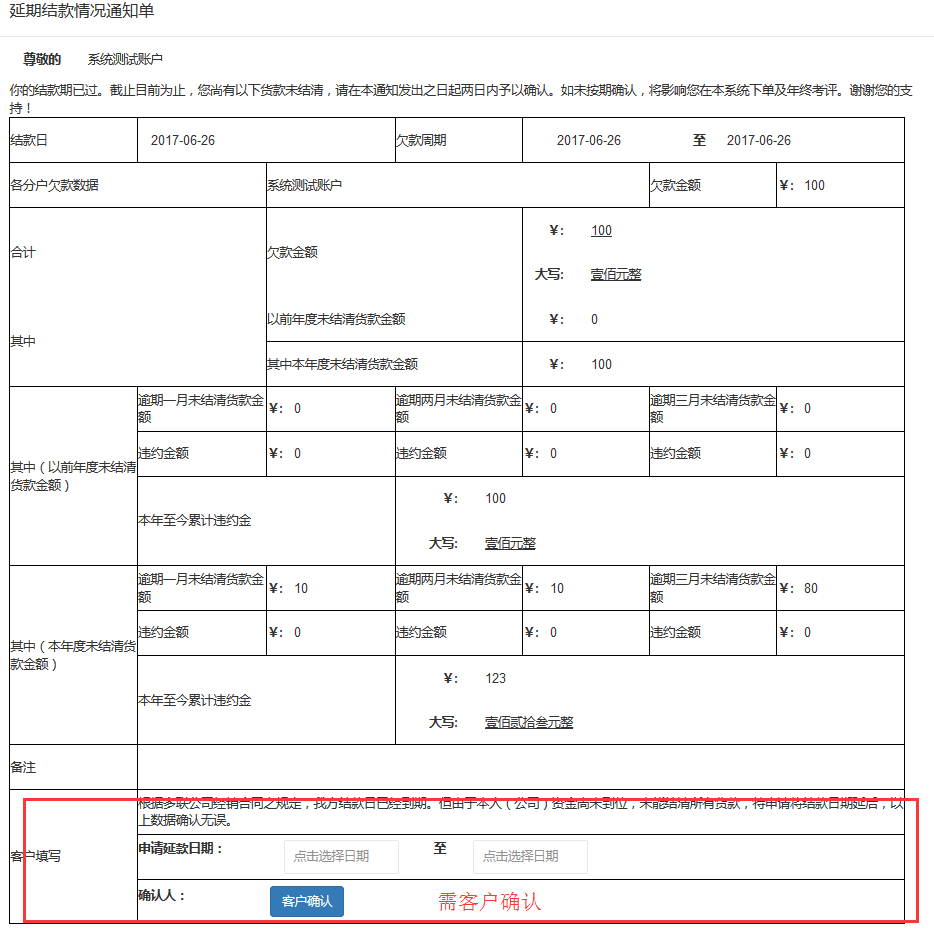 延期结款情况通知单
尊敬的 系统测试账户
你的结款期已过。截止目前为止，您尚有以下货款未结清，请在本通知发出之日起两日内予以确认。如未按期确认，将影响您在本系统下单及年终考评。谢谢您的支
持！
结款日 2017-06-26 欠款周期 2017-06-26 至 2017-06-26
各分户欠款数据 系统测试账户 欠款金额 ¥： 100
合计 欠款金额 ¥： 100
大写: 壹佰元整
其中 以前年度未结清货款金额 ¥： 0
其中本年度未结清货款金额 ¥： 100
其中（以前年度未结清
货款金额）
逾期一月未结清货款金
额 ¥： 0
逾期两月未结清货款金
额 ¥： 0
逾期三月未结清货款金
额 ¥： 0
违约金额 ¥： 0 违约金额 ¥： 0 违约金额 ¥： 0
本年至今累计违约金 ¥： 100
大写: 壹佰元整
其中（本年度未结清货
款金额）
逾期一月未结清货款金
额 ¥： 10
逾期两月未结清货款金
额 ¥： 10
逾期三月未结清货款金
额 ¥： 80
违约金额 ¥： 0 违约金额 ¥： 0 违约金额 ¥： 0
本年至今累计违约金 ¥： 123
大写: 壹佰贰拾叁元整
备注
客户填写
根据多联公司经销合同之规定，我方结款日已经到期。但由于本人（公司）资金尚未到位，未能结清所有货款，特申请将结款日期延后，以
上数据确认无误。
申请延款日期： 点击选择日期 至 点击选择日期
确认人： 客户确认 需客户确认